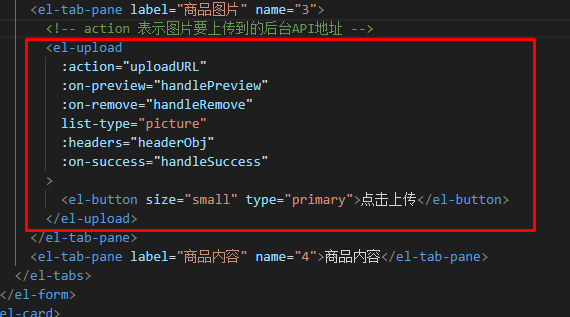 <el-tab-pane label="商品图片" name="3">
<!-- action 表示图片要上传到的后台API地址 -->
<el-upload
:action="uploadURL"
:on-preview="handlePreview"
:on-remove="handleRemove"
list-type="picture"
:headers="headerObj"
:on-success="handleSuccess"
>
<el-button size="small" type="primary">点击上传</el-button>
</el-upload>
</el-tab-pane>
<el-tab-pane label="商品内容" name="4">商品内容</el-tab-pane>
</el-tabs>
</el-form>
el-card>